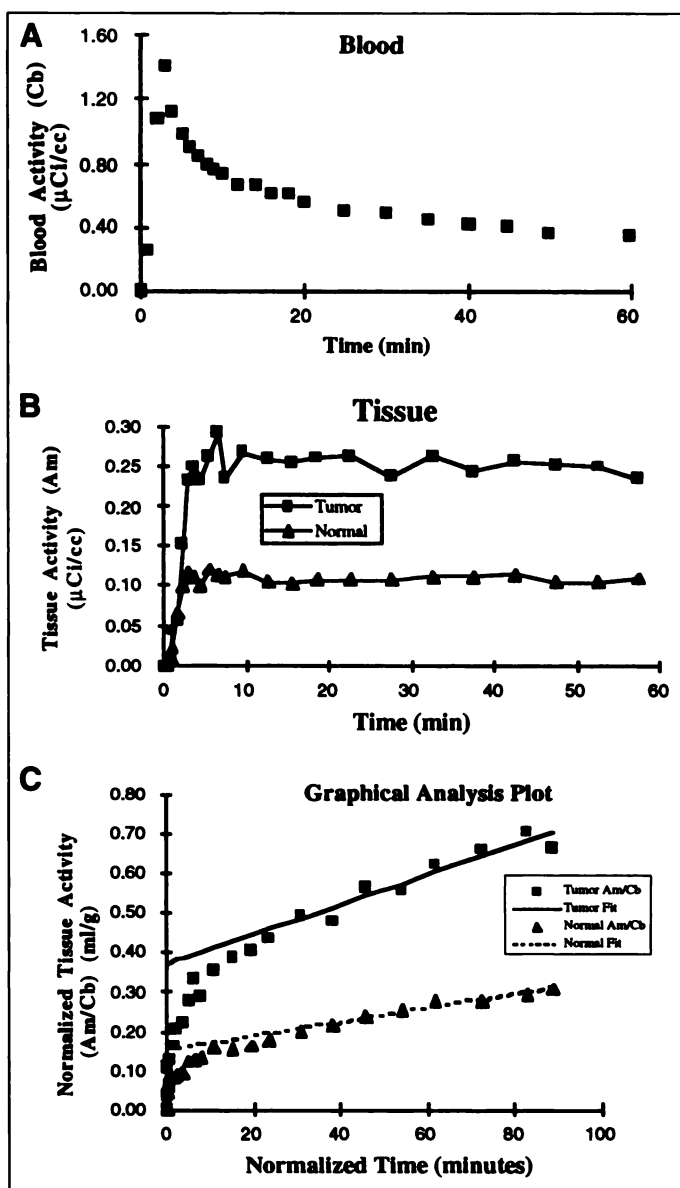 A
Blood
Blood Activity (Cb)
(µCi/cc)
1.60
1.20
0.80
0.40
0.00
0
20
40
60
Time (min)
B
Tissue
Tissue Activity (Am)
(µCi/cc)
0.30
0.25
0.20
0.15
0.10
0.05
0.00
Tumor
Normal
0
10
20
30
40
50
60
Time (min)
C
Graphical Analysis Plot
Normalized Tissue Activity
(Am/Cb) (ml/g)
0.80
0.70
0.60
0.50
0.40
0.30
0.20
0.10
0.00
Tumor Am/Cb
Tumor Fit
Normal Am/Cb
Normal Fit
0
20
40
60
80
100
Normalized Time (minutes)